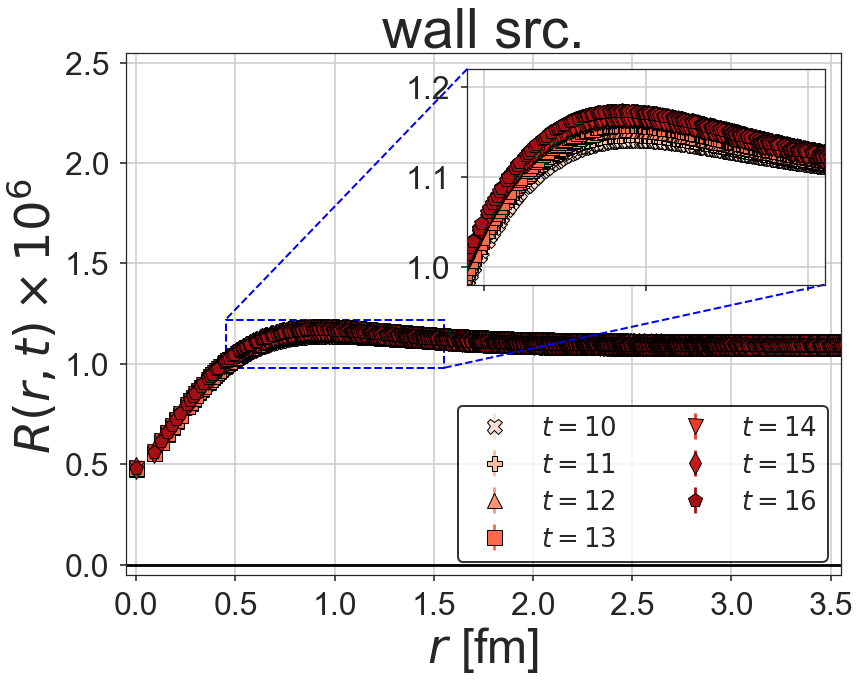 wall src.
R(r, t) × 10⁶
2.5
2.0
1.5
1.0
0.5
0.0
1.2
1.1
1.0
t = 10
t = 11
t = 12
t = 13
t = 14
t = 15
t = 16
0.0 0.5 1.0 1.5 2.0 2.5 3.0 3.5
r [fm]